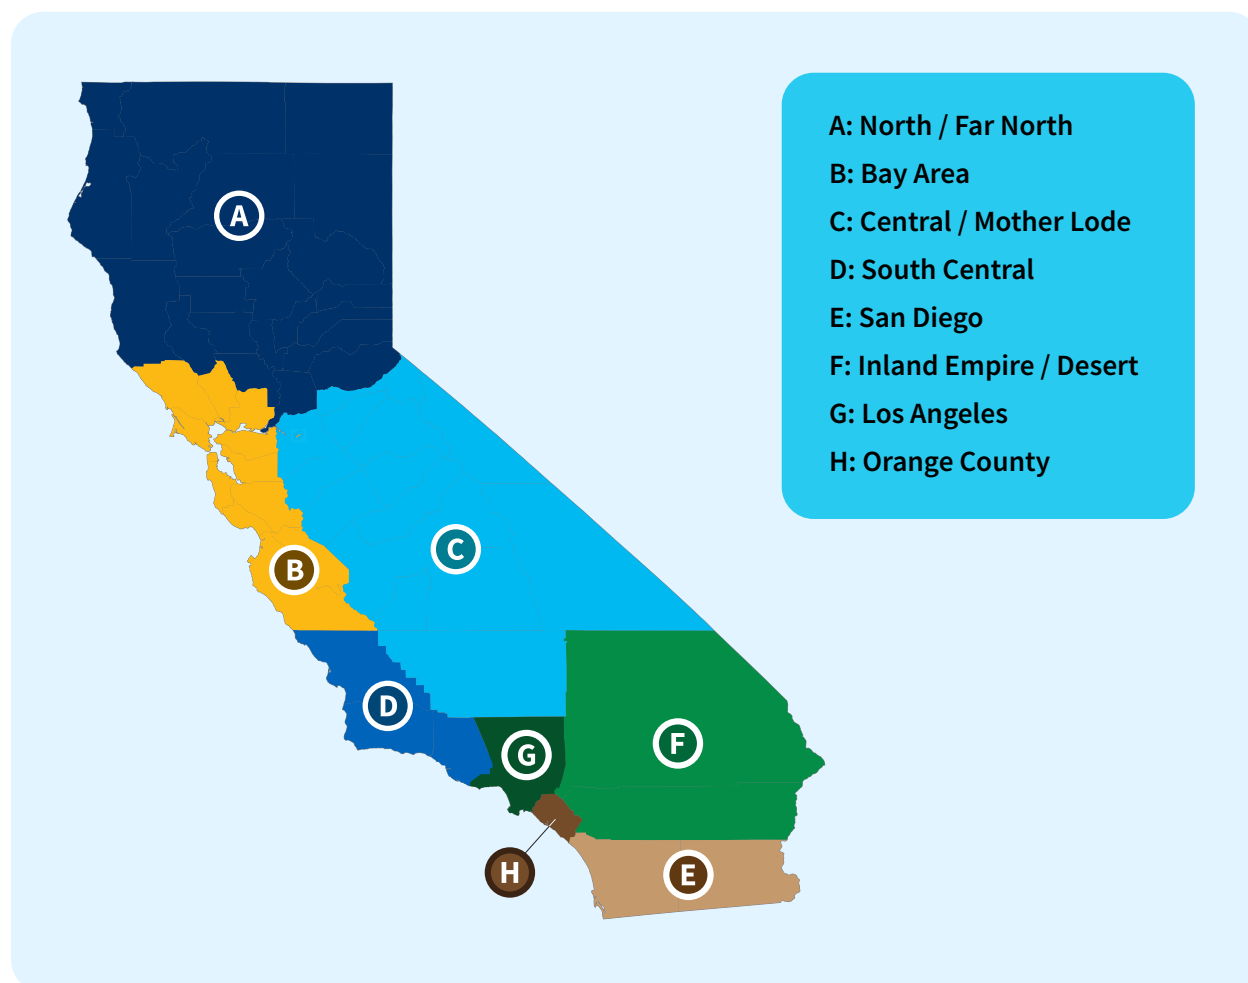 A: North / Far North
B: Bay Area
C: Central / Mother Lode
D: South Central
E: San Diego
F: Inland Empire / Desert
G: Los Angeles
H: Orange County
A
C
B
D
G
F
H
E